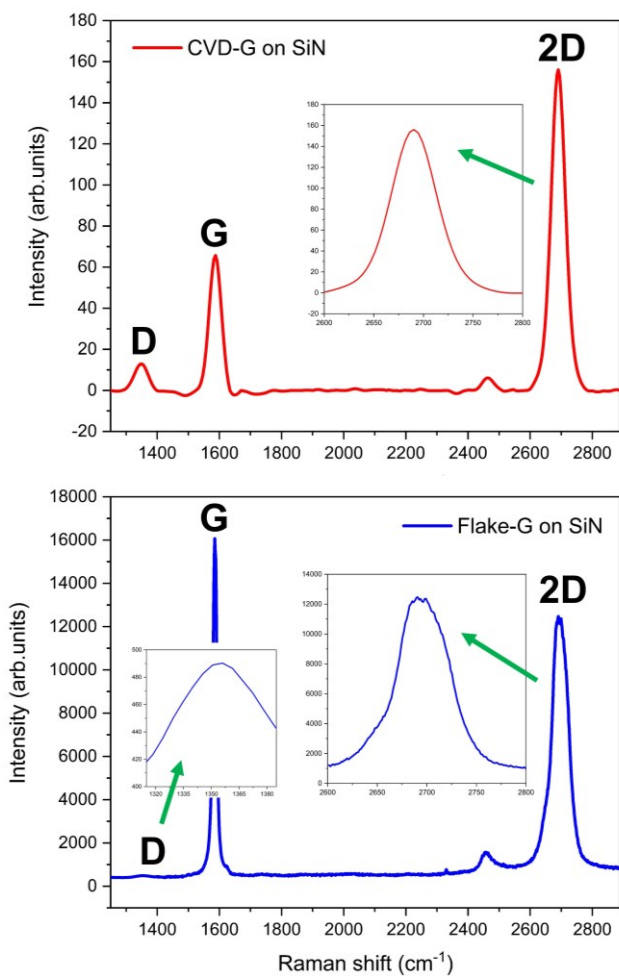 CVD-G on SiN
2D
G
D
Intensity (arb.units)
180
160
140
120
100
80
60
40
20
0
-20
1400 1600 1800 2000 2200 2400 2600 2800
180
160
140
120
100
80
60
40
20
0
-20
2600 2650 2700 2750 2800
Flake-G on SiN
G
2D
D
Intensity (arb.units)
18000
16000
14000
12000
10000
8000
6000
4000
2000
0
1400 1600 1800 2000 2200 2400 2600 2800
Raman shift (cm-1)
500
480
460
440
420
400
1320 1335 1350 1365 1380
14000
12000
10000
8000
6000
4000
2000
0
2600 2650 2700 2750 2800